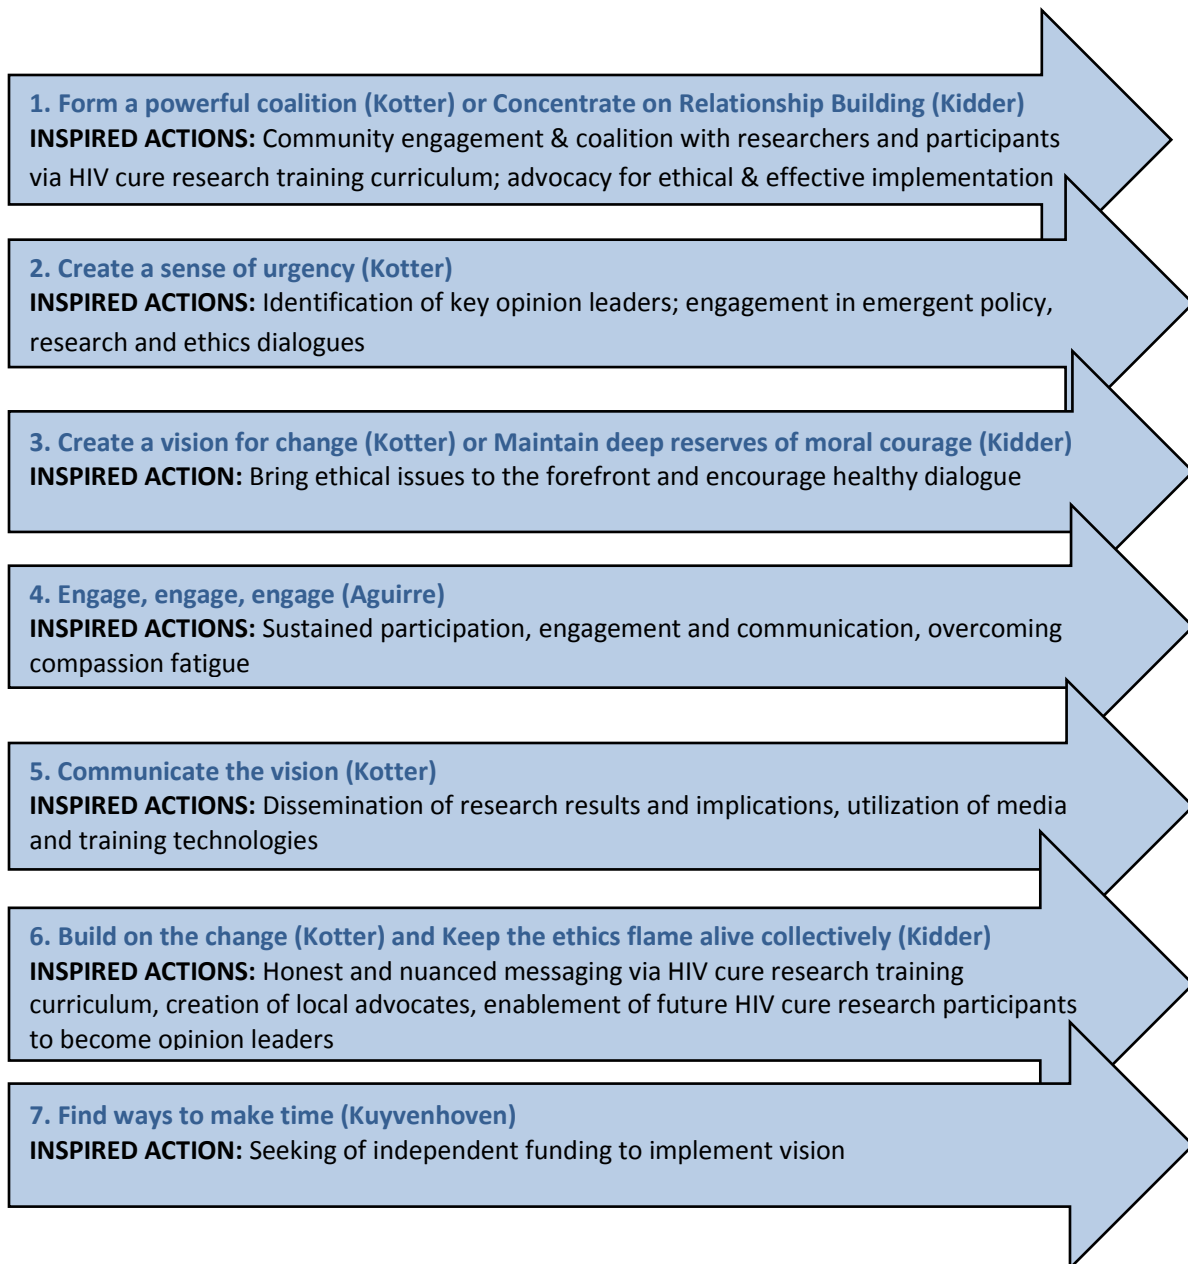 1. Form a powerful coalition (Kotter) or Concentrate on Relationship Building (Kidder)
INSPIRED ACTIONS: Community engagement & coalition with researchers and participants
via HIV cure research training curriculum; advocacy for ethical & effective implementation
2. Create a sense of urgency (Kotter)
INSPIRED ACTIONS: Identification of key opinion leaders; engagement in emergent policy,
research and ethics dialogues
3. Create a vision for change (Kotter) or Maintain deep reserves of moral courage (Kidder)
INSPIRED ACTION: Bring ethical issues to the forefront and encourage healthy dialogue
4. Engage, engage, engage (Aguirre)
INSPIRED ACTIONS: Sustained participation, engagement and communication, overcoming
compassion fatigue
5. Communicate the vision (Kotter)
INSPIRED ACTIONS: Dissemination of research results and implications, utilization of media
and training technologies
6. Build on the change (Kotter) and Keep the ethics flame alive collectively (Kidder)
INSPIRED ACTIONS: Honest and nuanced messaging via HIV cure research training
curriculum, creation of local advocates, enablement of future HIV cure research participants
to become opinion leaders
7. Find ways to make time (Kuyvenhoven)
INSPIRED ACTION: Seeking of independent funding to implement vision